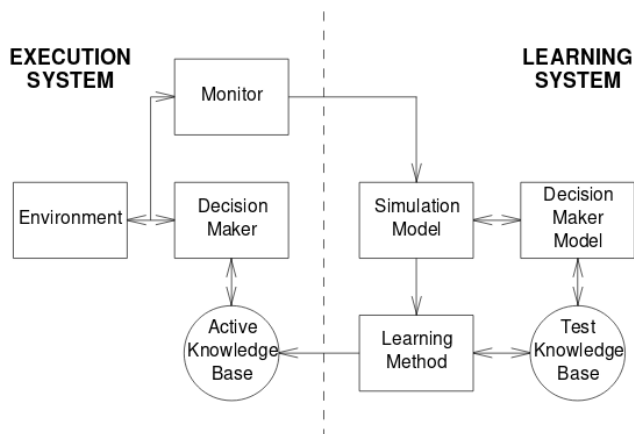 EXECUTION
SYSTEM
LEARNING
SYSTEM
Monitor
Environment
Decision
Maker
Simulation
Model
Decision
Maker
Model
Active
Knowledge
Base
Learning
Method
Test
Knowledge
Base